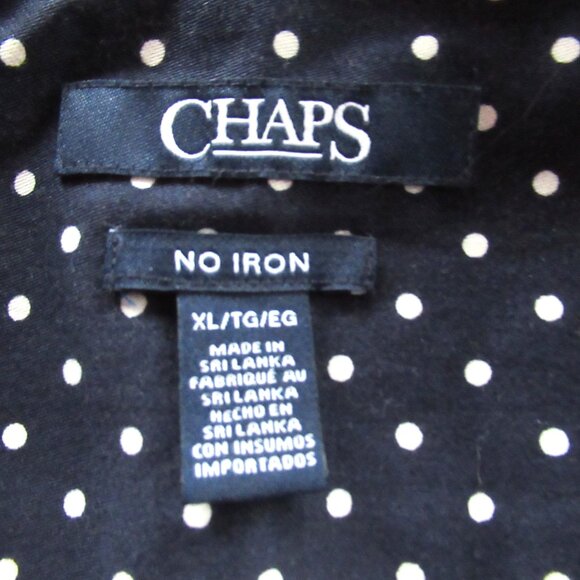 CHAPS
NO IRON
XL/TG/EG
MADE IN
SRI LANKA
FABRIQUÉ AU
SRI LANKA
HECHO EN
SRI LANKA
CON INSUMOS
IMPORTADOS